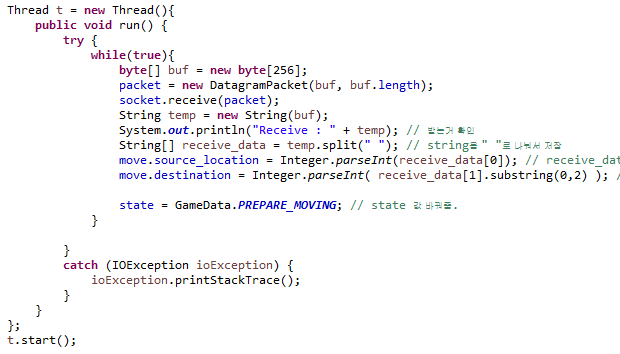 Thread t = new Thread(){
public void run() {
try {
while(true){
byte[] buf = new byte[256];
packet = new DatagramPacket(buf, buf.length);
socket.receive(packet);
String temp = new String(buf);
System.out.println("Receive : " + temp); // 받는거 확인
String[] receive_data = temp.split(" "); // string을 " "로 나눠서 저장
move.source_location = Integer.parseInt(receive_data[0]); // receive_dat
move.destination = Integer.parseInt( receive_data[1].substring(0,2) ); /
state = GameData.PREPARE_MOVING; // state 값 바꿔줌.
}
}
catch (IOException ioException) {
ioException.printStackTrace();
}
}
};
t.start();